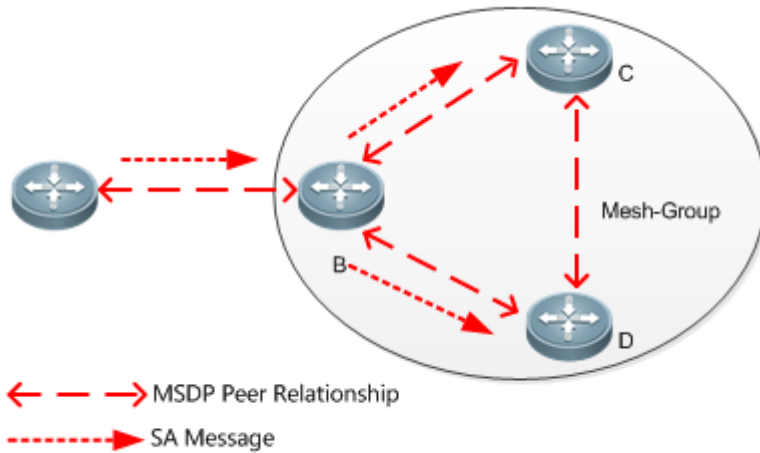 C
Mesh-Group
B
D
MSDP Peer Relationship
SA Message